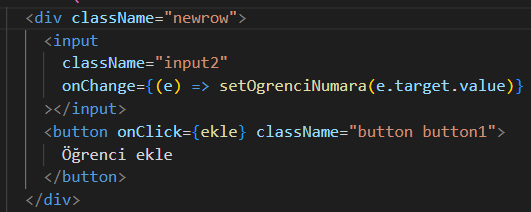 <div className="newrow">
<input
className="input2"
onChange={(e) => setOgrenciNumara(e.target.value)}
></input>
<button onClick={ekle} className="button button1">
Öğrenci ekle
</button>
</div>